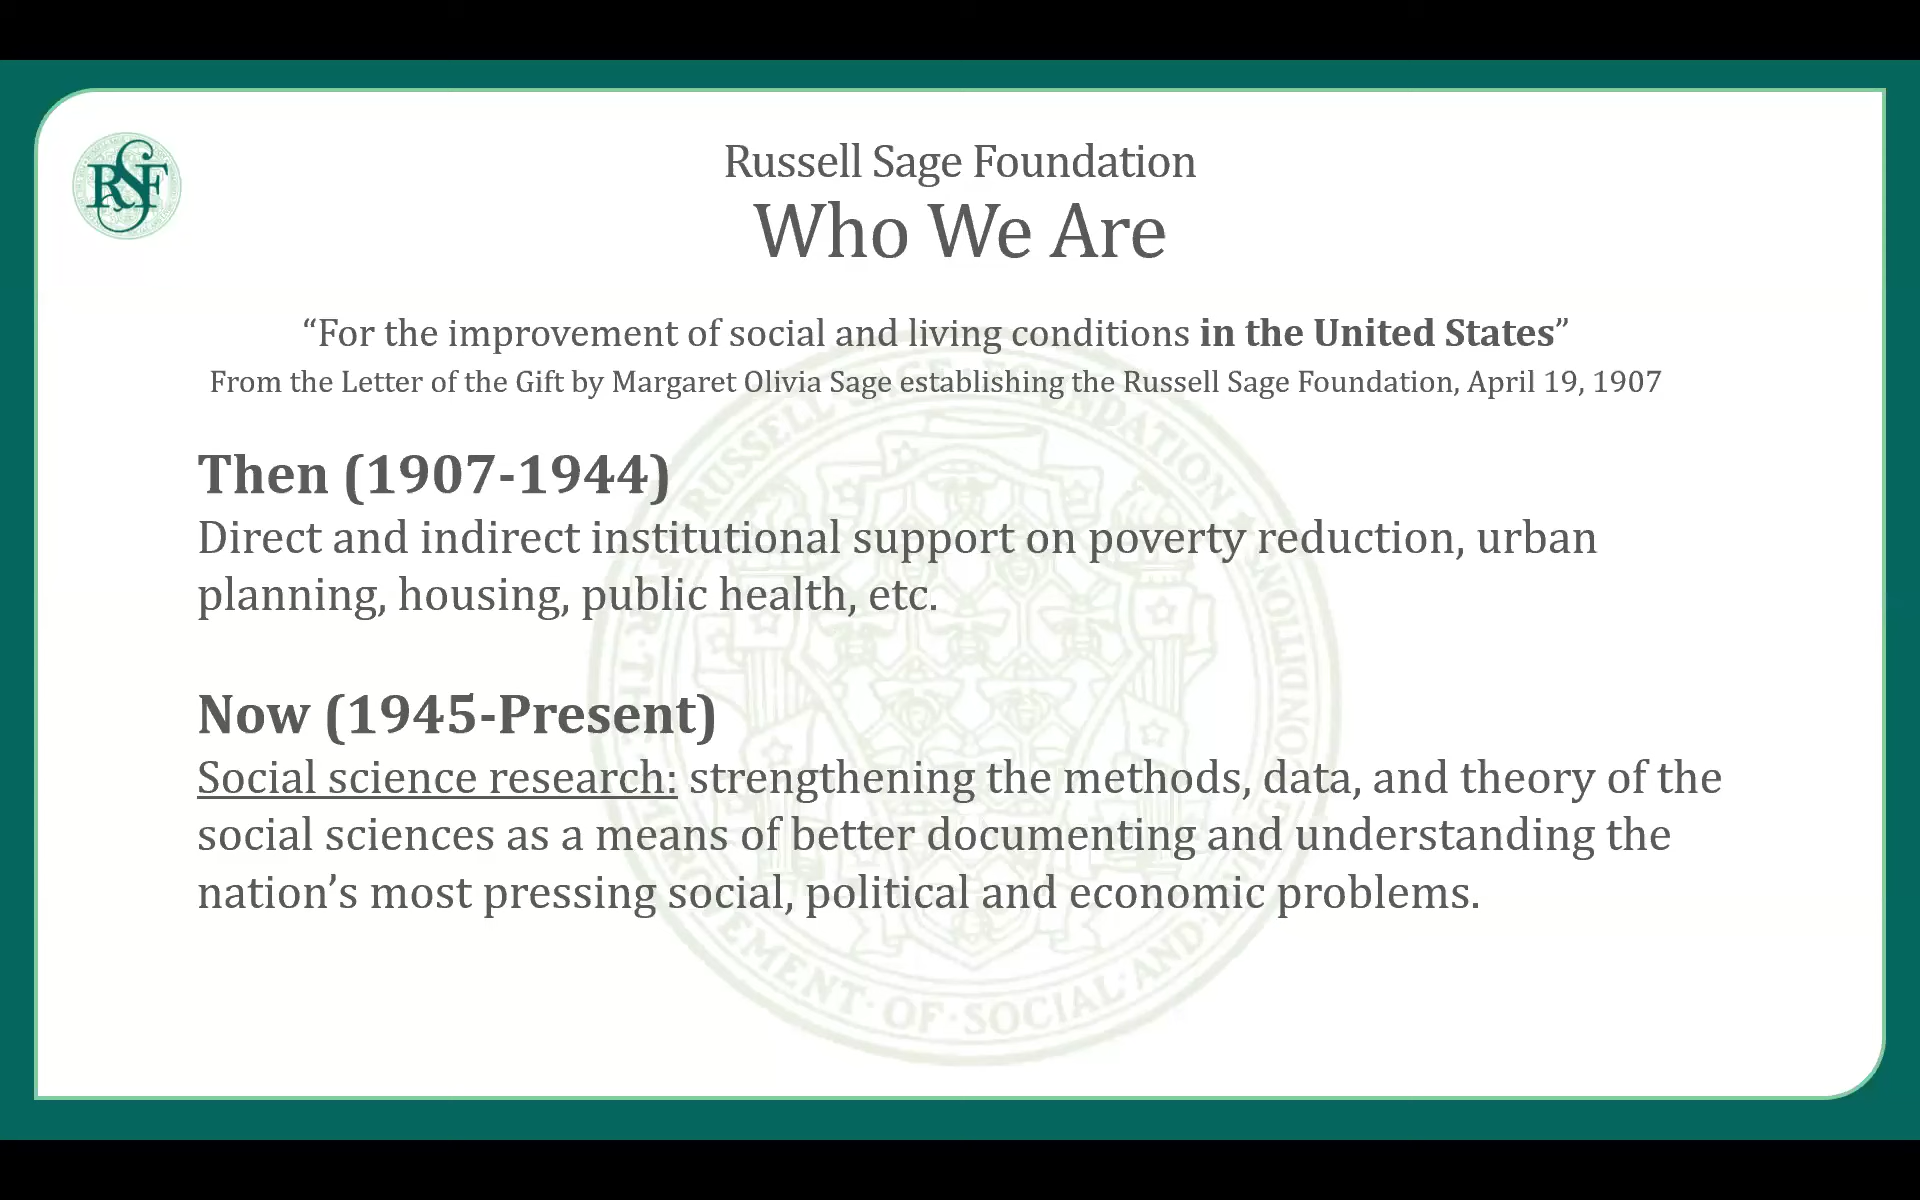 RSF
Russell Sage Foundation
Who We Are
“For the improvement of social and living conditions in the United States”
From the Letter of the Gift by Margaret Olivia Sage establishing the Russell Sage Foundation, April 19, 1907
Then (1907-1944)
Direct and indirect institutional support on poverty reduction, urban
planning, housing, public health, etc.
Now (1945-Present)
Social science research: strengthening the methods, data, and theory of the
social sciences as a means of better documenting and understanding the
nation’s most pressing social, political and economic problems.